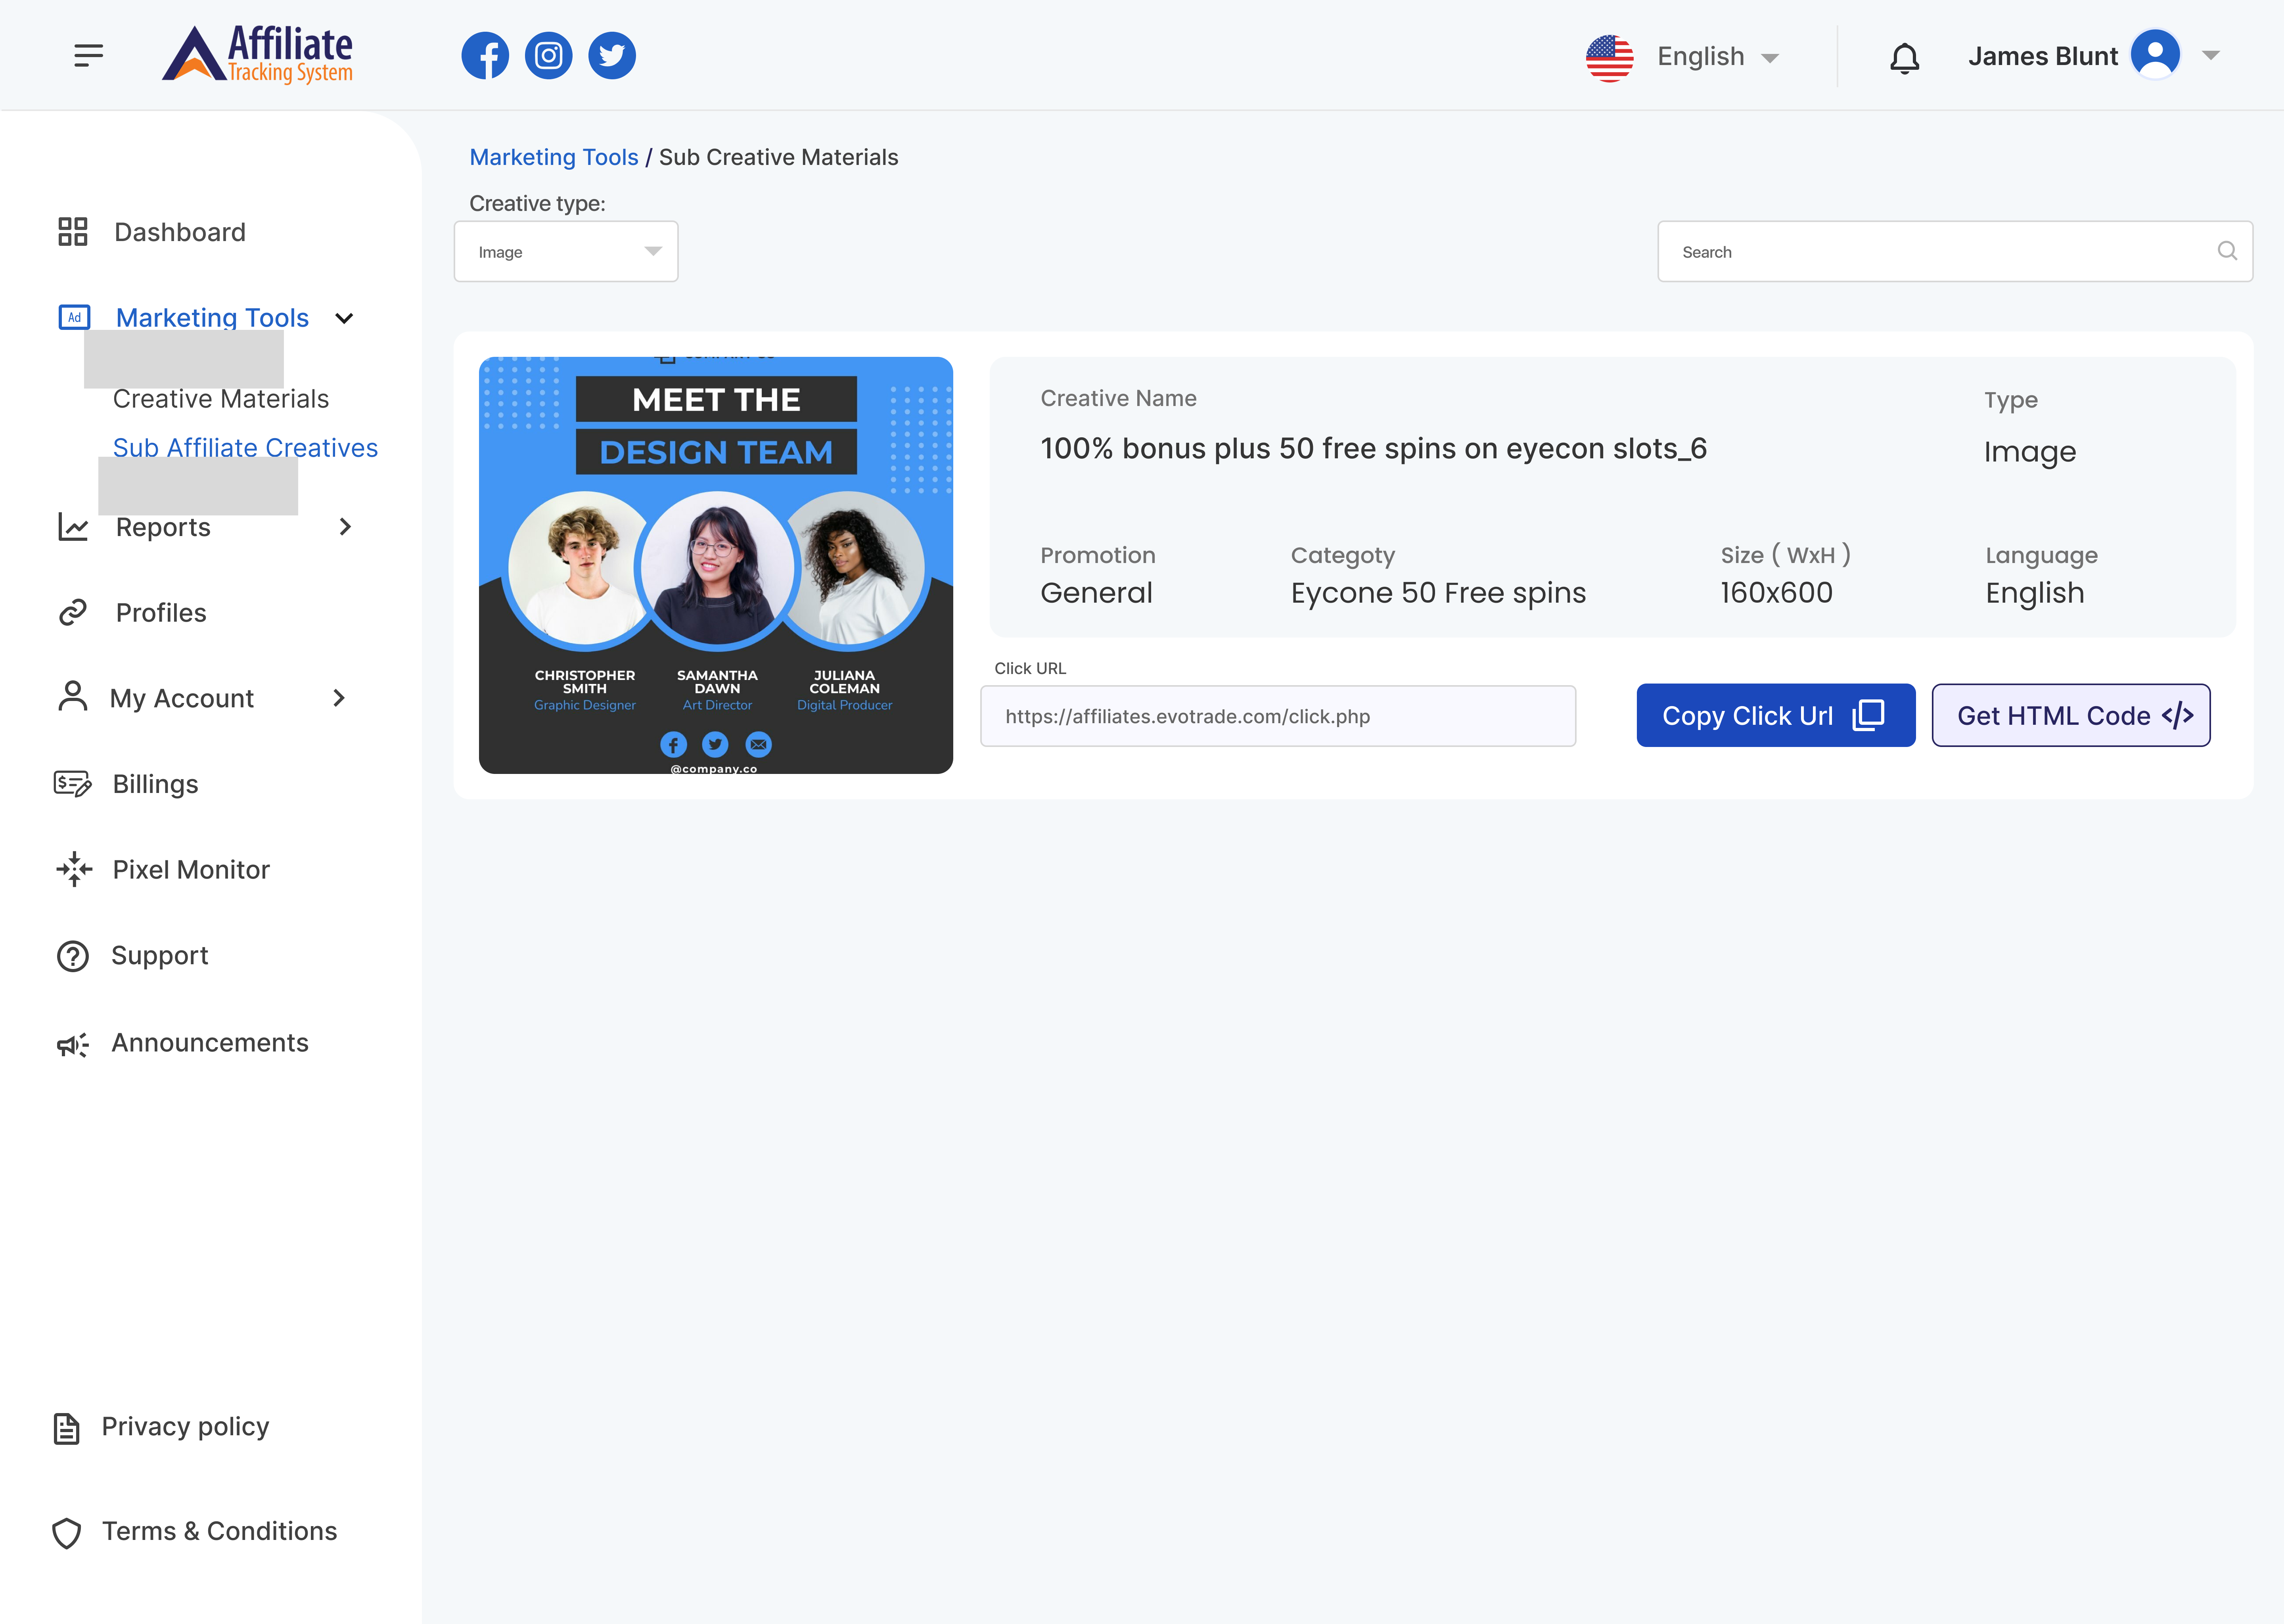 Affiliate
Tracking System
English
James Blunt
Marketing Tools / Sub Creative Materials
Creative type:
Image
Search
Dashboard
Ad
Marketing Tools
Creative Materials
Sub Affiliate Creatives
Reports
Profiles
My Account
Billings
Pixel Monitor
Support
Announcements
Privacy policy
Terms & Conditions
MEET THE
DESIGN TEAM
CHRISTOPHER
SMITH
Graphic Designer
SAMANTHA
DAWN
Art Director
JULIANA
COLEMAN
Digital Producer
@company.co
Creative Name
100% bonus plus 50 free spins on eyecon slots_6
Type
Image
Promotion
General
Categoty
Eycone 50 Free spins
Size ( WxH )
160x600
Language
English
Click URL
https://affiliates.evotrade.com/click.php
Copy Click Url
Get HTML Code </>